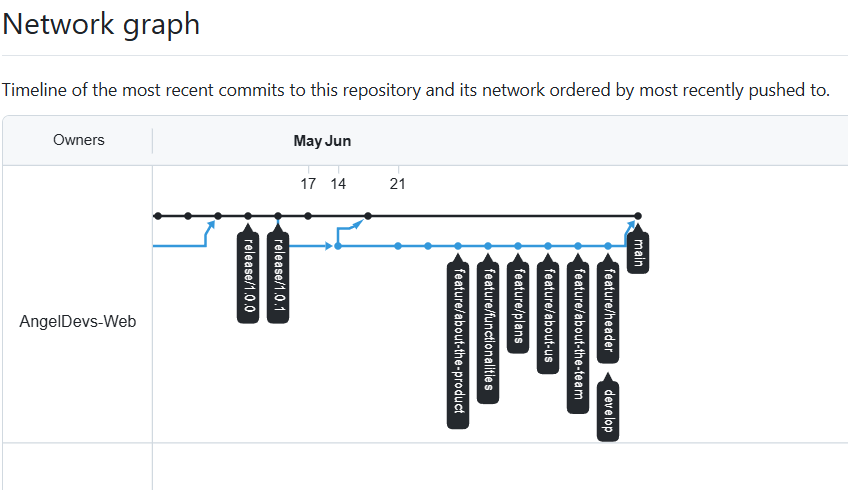 Network graph
Timeline of the most recent commits to this repository and its network ordered by most recently pushed to.
Owners
May Jun
17 14 21
AngelDevs-Web
release/1.0.0
release/1.0.1
feature/about-the-product
feature/functionalities
feature/plans
feature/about-us
feature/about-the-team
feature/header
develop
main